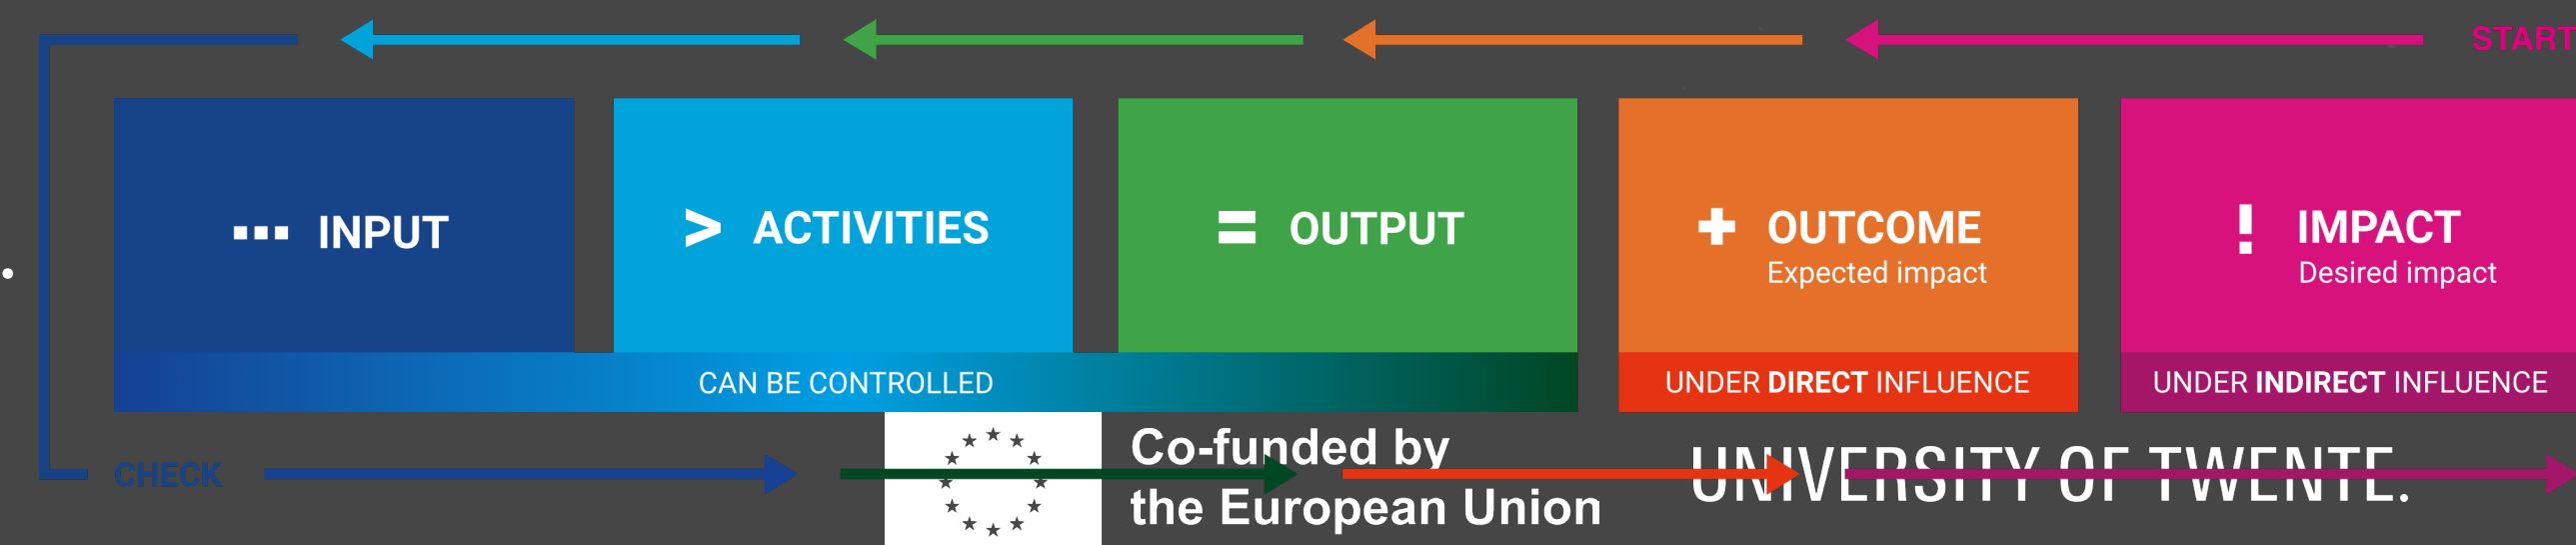 START
... INPUT
> ACTIVITIES
= OUTPUT
+ OUTCOME
Expected impact
! IMPACT
Desired impact
CAN BE CONTROLLED
UNDER DIRECT INFLUENCE
UNDER INDIRECT INFLUENCE
CHECK
Co-funded by
the European Union
UNIVERSITY OF TWENTE.